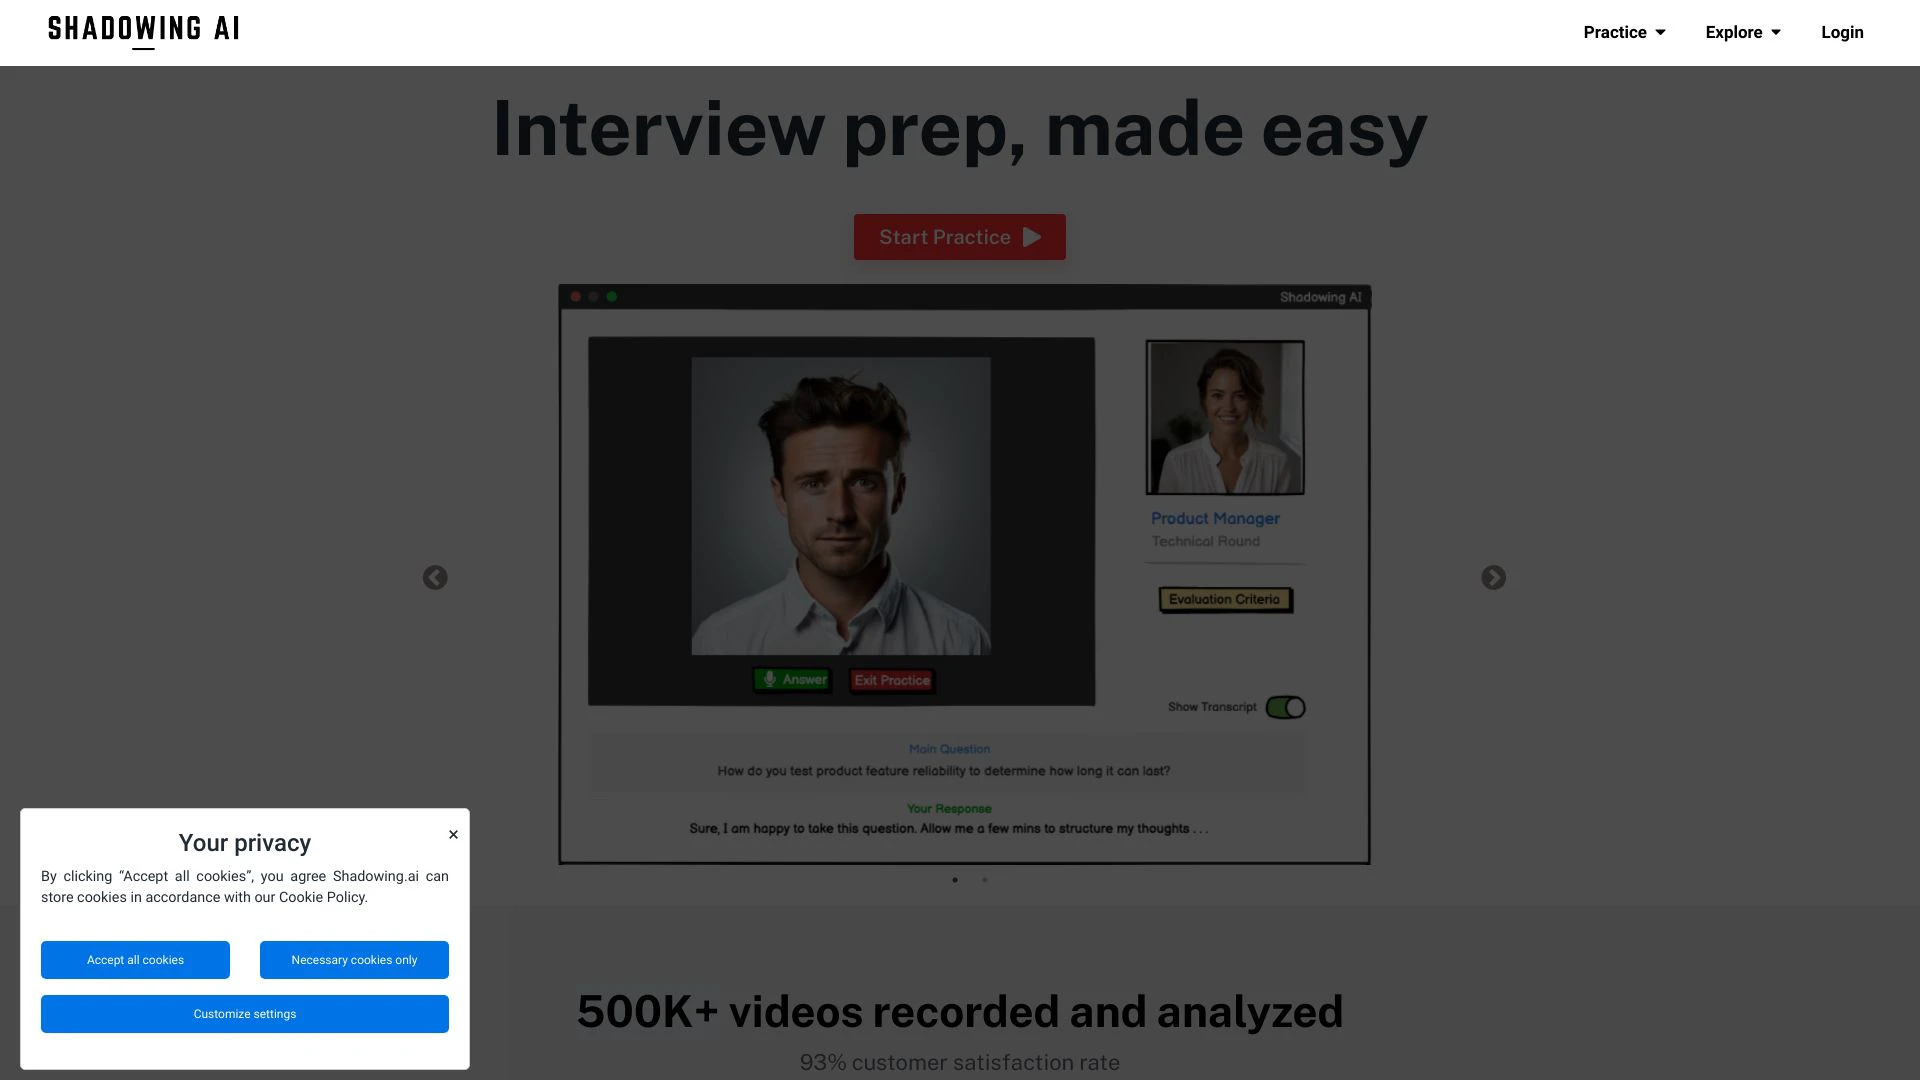 SHADOWING AI
Practice
Explore
Login
Interview prep, made easy
Start Practice
Shadowing AI
Product Manager
Technical Round
Evaluation Criteria
Answer
Exit Practice
Show Transcript
Main Question
How do you test product feature reliability to determine how long it can last?
Your Response
Sure, I am happy to take this question. Allow me a few mins to structure my thoughts . . .
Your privacy
×
By clicking “Accept all cookies”, you agree Shadowing.ai can
store cookies in accordance with our Cookie Policy.
Accept all cookies
Necessary cookies only
Customize settings
500K+ videos recorded and analyzed
93% customer satisfaction rate